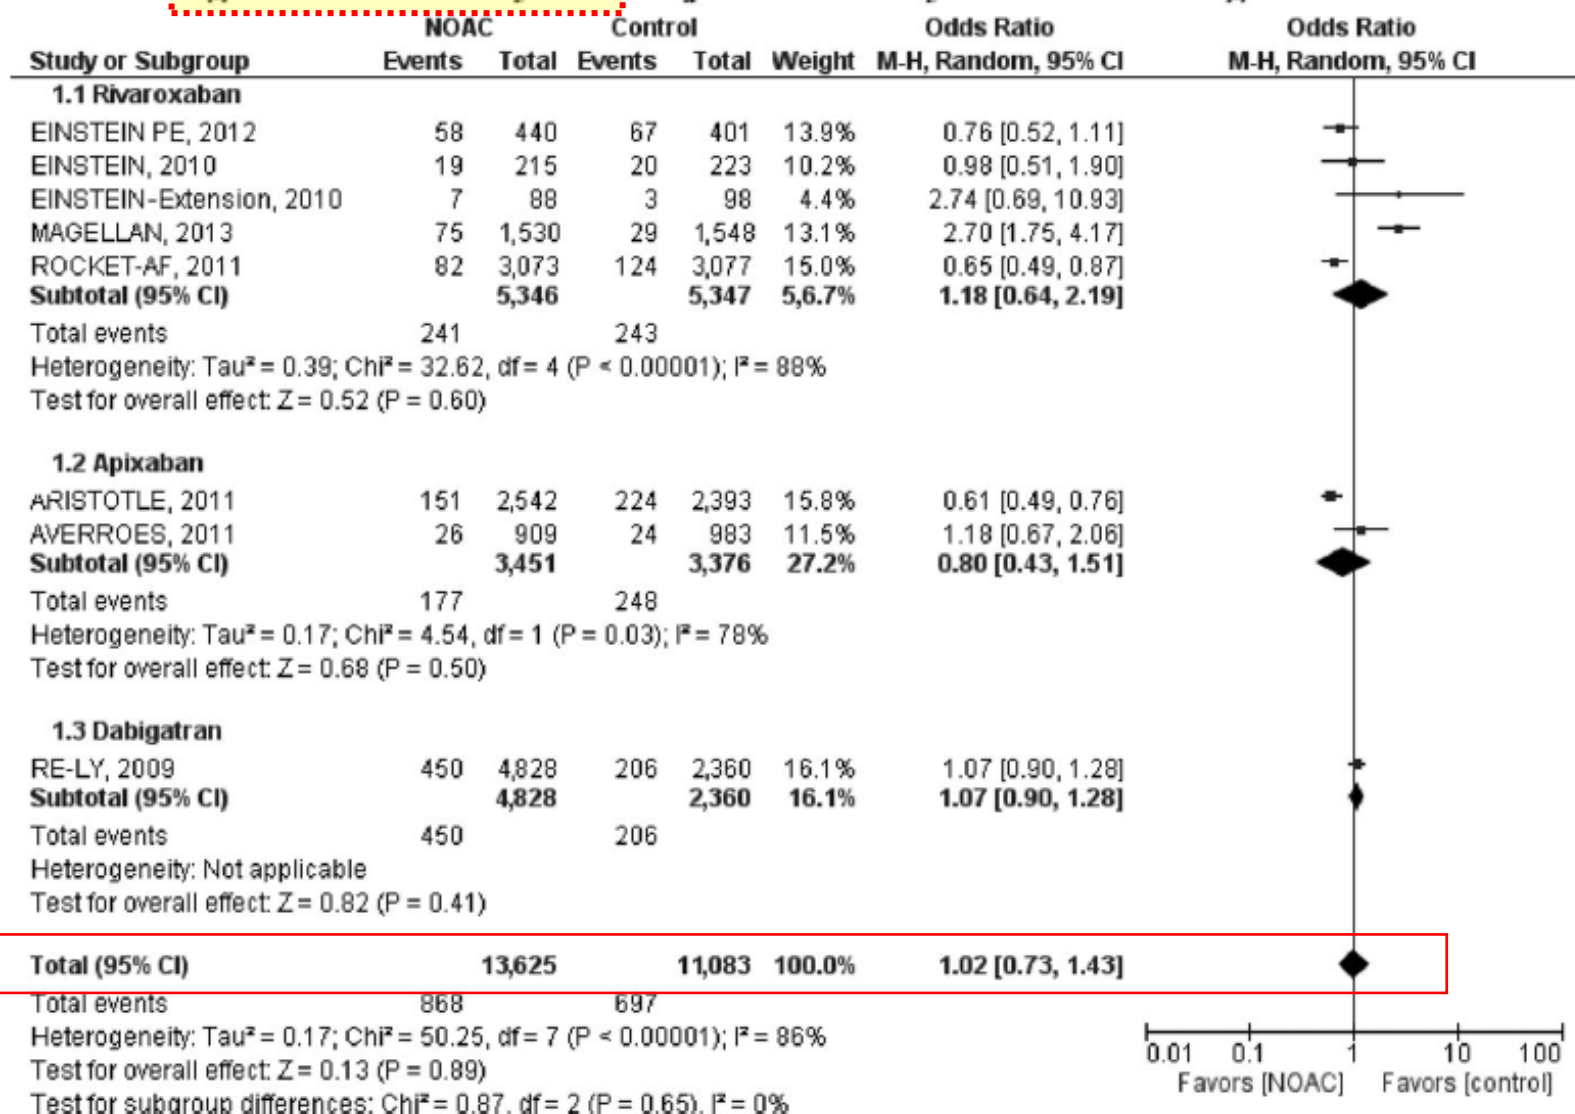 NOAC Control Odds Ratio Odds Ratio
Study or Subgroup Events Total Events Total Weight M-H, Random, 95% CI M-H, Random, 95% CI
1.1 Rivaroxaban
EINSTEIN PE, 2012 58 440 67 401 13.9% 0.76 [0.52, 1.11]
EINSTEIN, 2010 19 215 20 223 10.2% 0.98 [0.51, 1.90]
EINSTEIN-Extension, 2010 7 88 3 98 4.4% 2.74 [0.69, 10.93]
MAGELLAN, 2013 75 1,530 29 1,548 13.1% 2.70 [1.75, 4.17]
ROCKET-AF, 2011 82 3,073 124 3,077 15.0% 0.65 [0.49, 0.87]
Subtotal (95% CI) 5,346 5,347 5,6.7% 1.18 [0.64, 2.19]
Total events 241 243
Heterogeneity: Tau² = 0.39; Chi² = 32.62, df = 4 (P < 0.00001); I² = 88%
Test for overall effect: Z = 0.52 (P = 0.60)
1.2 Apixaban
ARISTOTLE, 2011 151 2,542 224 2,393 15.8% 0.61 [0.49, 0.76]
AVERROES, 2011 26 909 24 983 11.5% 1.18 [0.67, 2.06]
Subtotal (95% CI) 3,451 3,376 27.2% 0.80 [0.43, 1.51]
Total events 177 248
Heterogeneity: Tau² = 0.17; Chi² = 4.54, df = 1 (P = 0.03); I² = 78%
Test for overall effect: Z = 0.68 (P = 0.50)
1.3 Dabigatran
RE-LY, 2009 450 4,828 206 2,360 16.1% 1.07 [0.90, 1.28]
Subtotal (95% CI) 4,828 2,360 16.1% 1.07 [0.90, 1.28]
Total events 450 206
Heterogeneity: Not applicable
Test for overall effect: Z = 0.82 (P = 0.41)
Total (95% CI) 13,625 11,083 100.0% 1.02 [0.73, 1.43]
Total events 868 697
Heterogeneity: Tau² = 0.17; Chi² = 50.25, df = 7 (P < 0.00001); I² = 86%
Test for overall effect: Z = 0.13 (P = 0.89)
Test for subgroup differences: Chi² = 0.87, df = 2 (P = 0.65), I² = 0%
0.01 0.1 1 10 100
Favors [NOAC] Favors [control]